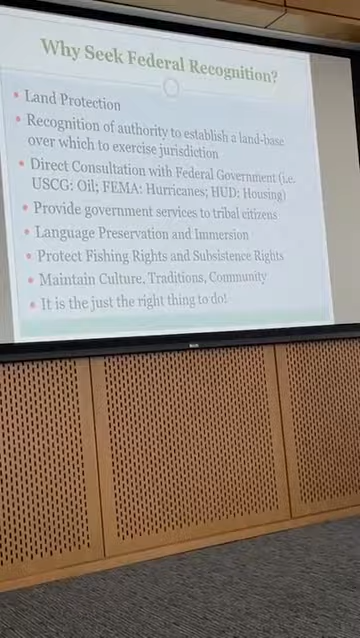 Why Seek Federal Recognition?
• Land Protection
• Recognition of authority to establish a land-base
over which to exercise jurisdiction
• Direct Consultation with Federal Government (i.e.
USCG: Oil; FEMA: Hurricanes; HUD: Housing)
• Provide government services to tribal citizens
• Language Preservation and Immersion
• Protect Fishing Rights and Subsistence Rights
• Maintain Culture, Traditions, Community
• It is the just the right thing to do!